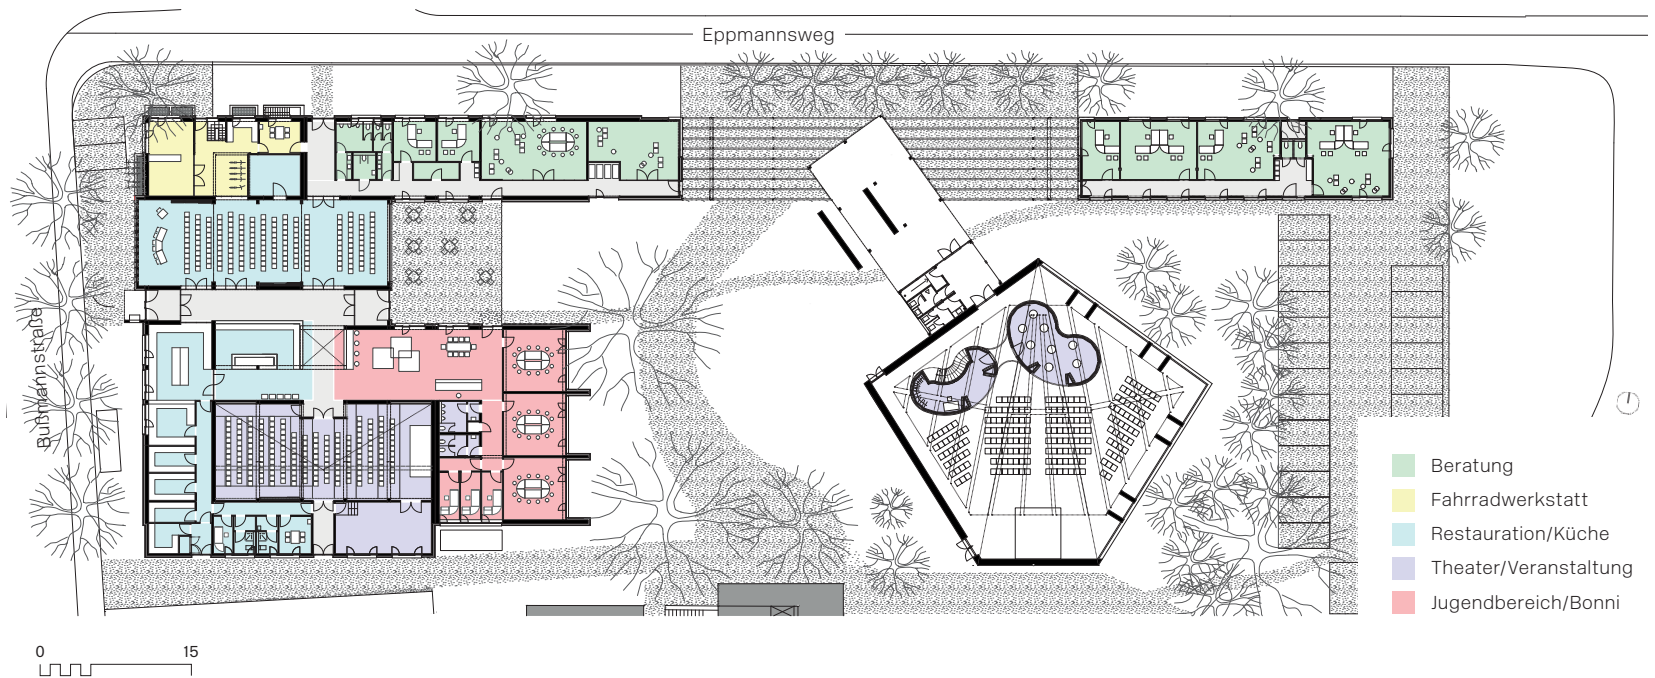 Eppmannsweg
Bußmannstraße
Beratung
Fahrradwerkstatt
Restauration/Küche
Theater/Veranstaltung
Jugendbereich/Bonni
0 15